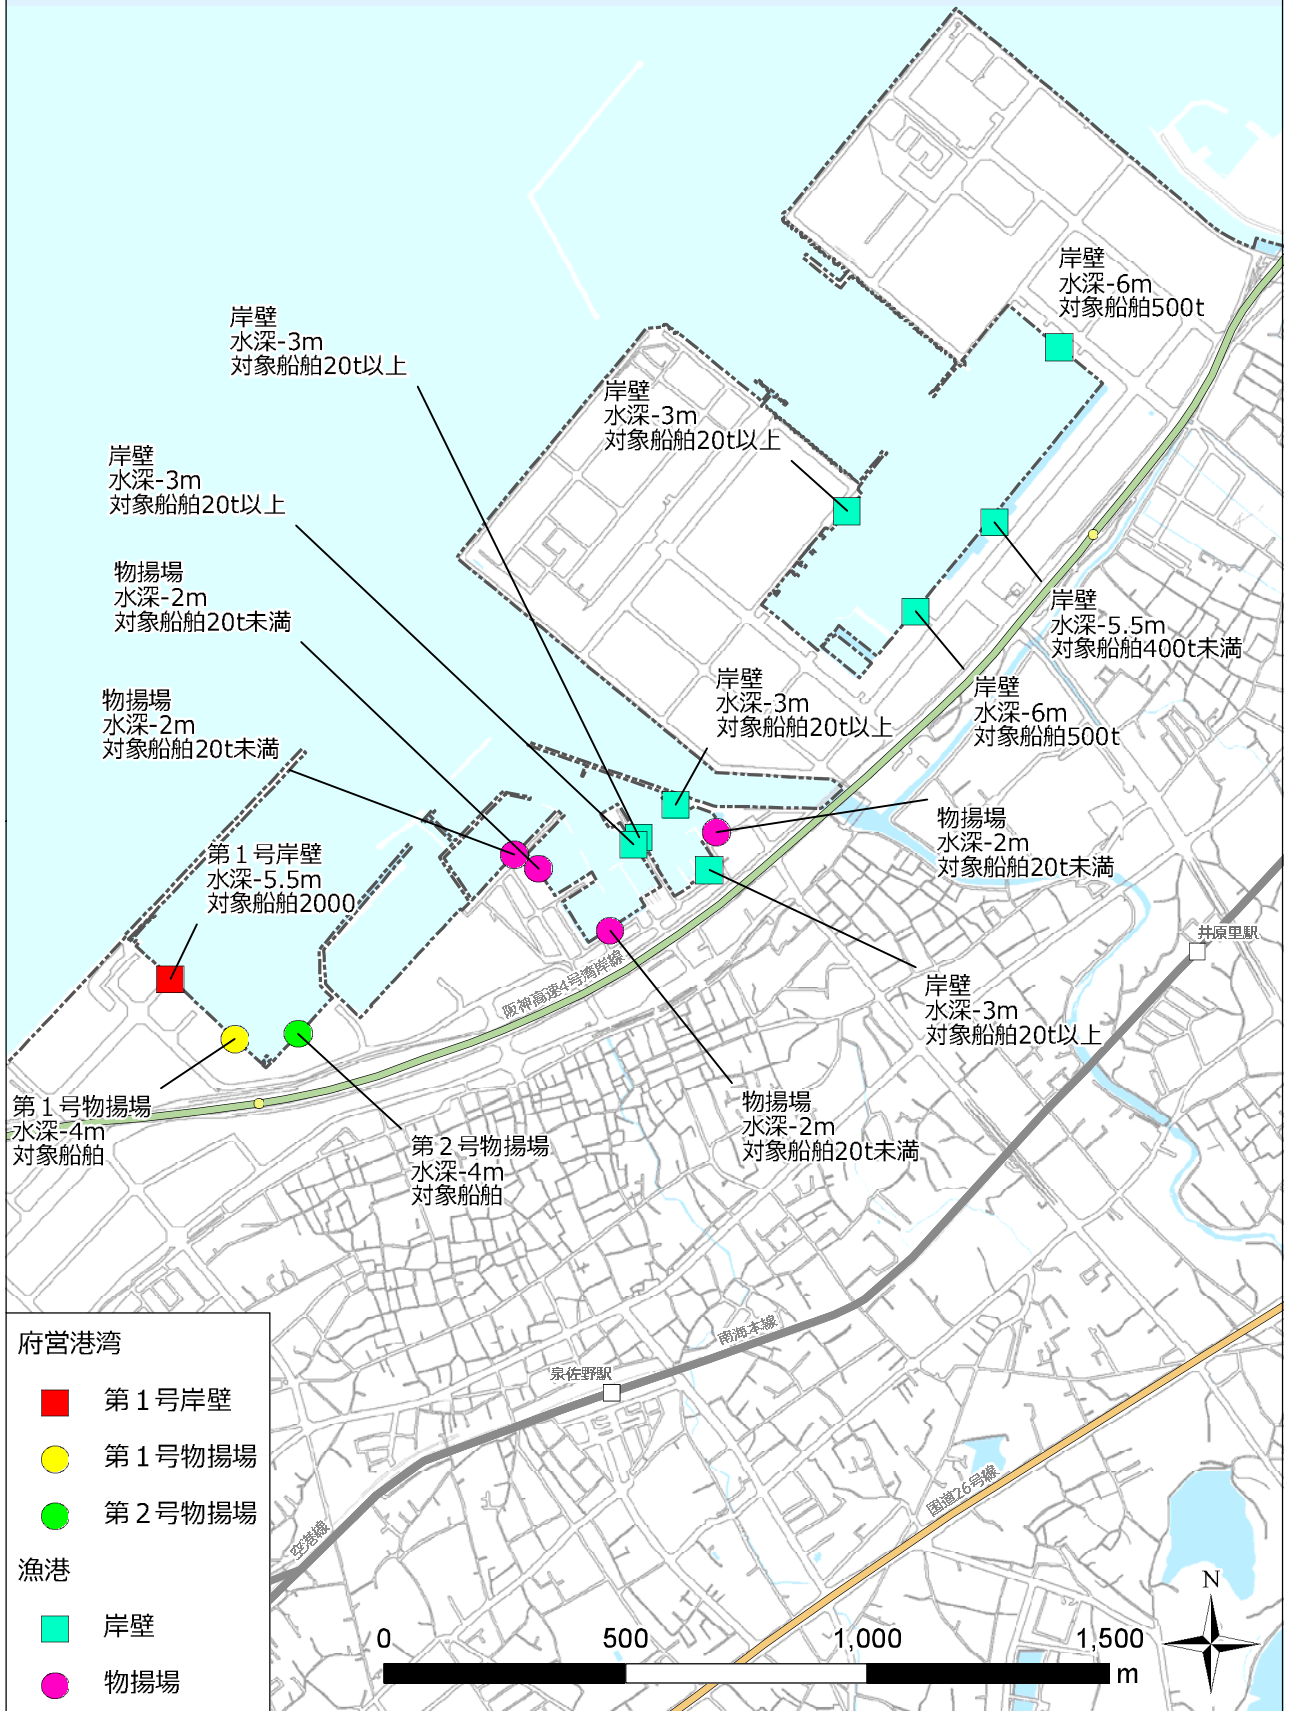 岸壁
水深-6m
対象船舶500t
岸壁
水深-3m
対象船舶20t以上
岸壁
水深-3m
対象船舶20t以上
岸壁
水深-3m
対象船舶20t以上
物揚場
水深-2m
対象船舶20t未満
岸壁
水深-5.5m
対象船舶400t未満
岸壁
水深-3m
対象船舶20t以上
岸壁
水深-6m
対象船舶500t
物揚場
水深-2m
対象船舶20t未満
物揚場
水深-2m
対象船舶20t未満
第１号岸壁
水深-5.5m
対象船舶2000
井原里駅
阪神高速4号湾岸線
岸壁
水深-3m
対象船舶20t以上
第１号物揚場
水深-4m
対象船舶
物揚場
水深-2m
対象船舶20t未満
第２号物揚場
水深-4m
対象船舶
南海本線
泉佐野駅
国道26号線
空港線
府営港湾
第１号岸壁
第１号物揚場
第２号物揚場
漁港
岸壁
物揚場
N
0 500 1,000 1,500
m